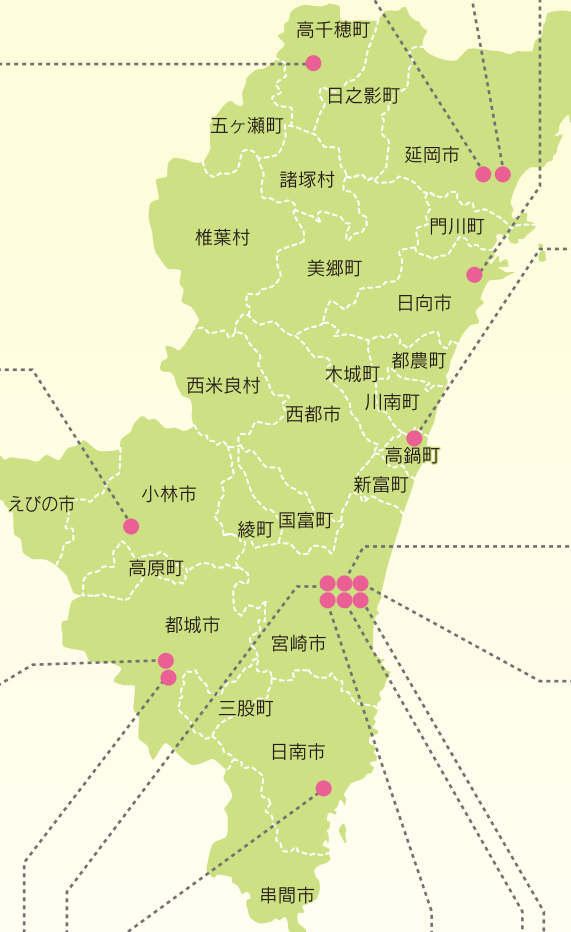 高千穂町
日之影町
五ヶ瀬町
延岡市
諸塚村
門川町
椎葉村
美郷町
日向市
都農町
木城町
西米良村
川南町
西都市
高鍋町
新富町
小林市
えびの市
国富町
綾町
高原町
都城市
宮崎市
三股町
日南市
串間市